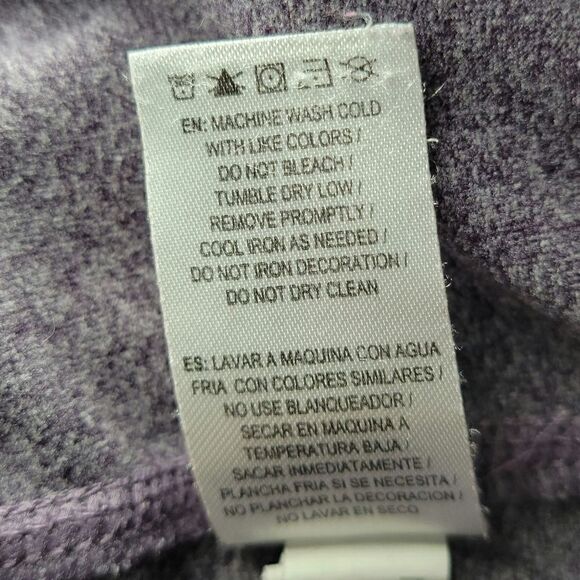 EN: MACHINE WASH COLD
WITH LIKE COLORS /
DO NOT BLEACH /
TUMBLE DRY LOW /
REMOVE PROMPTLY /
COOL IRON AS NEEDED /
DO NOT IRON DECORATION /
DO NOT DRY CLEAN
ES: LAVAR A MAQUINA CON AGUA
FRIA CON COLORES SIMILARES /
NO USE BLANQUEADOR /
SECAR EN MAQUINA A
TEMPERATURA BAJA /
SACAR INMEDIATAMENTE /
PLANCHA FRIA SI SE NECESITA /
NO PLANCHAR LA DECORACION /
NO LAVAR EN SECO